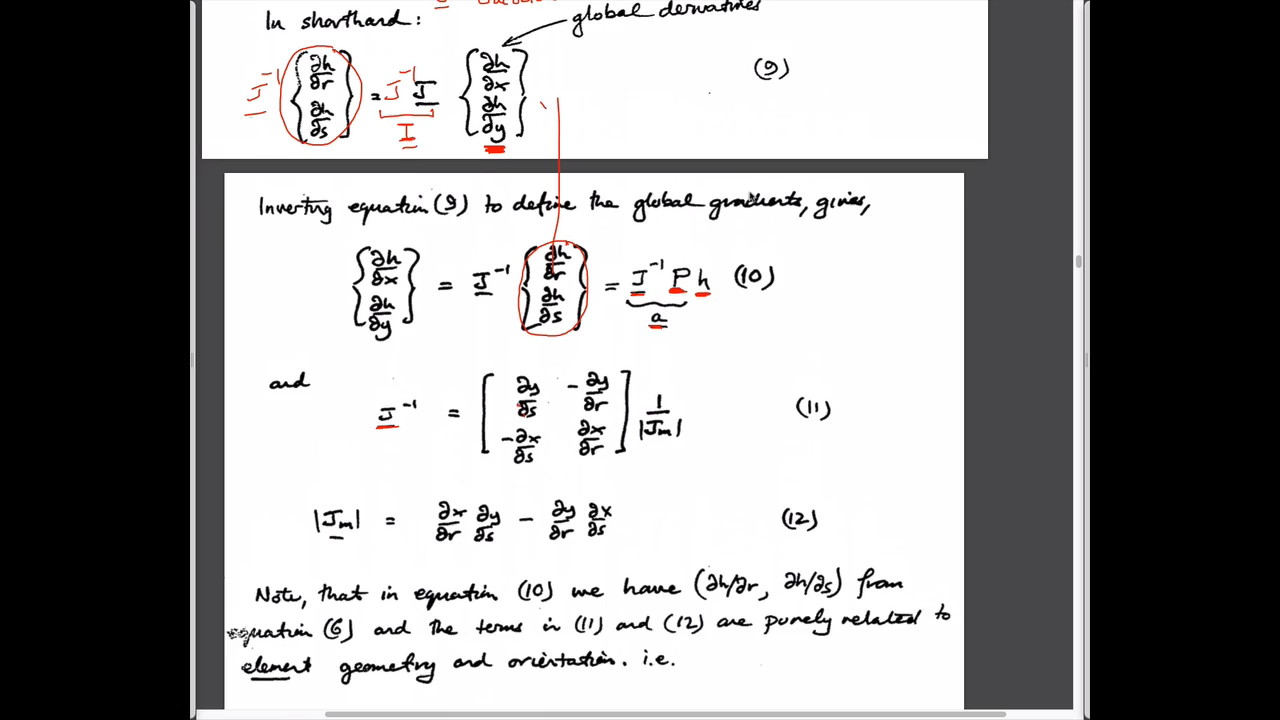 In shorthand:
global derivatives
J⁻¹ {∂h/∂r ∂h/∂s} = J⁻¹ J {∂h/∂x ∂h/∂y} (9)
I
Inverting equation (9) to define the global gradients, gives,
{∂h/∂x ∂h/∂y} = J⁻¹ {∂h/∂r ∂h/∂s} = J⁻¹ P h (10)
a
and
J⁻¹ = [∂y/∂s -∂y/∂r -∂x/∂s ∂x/∂r] 1/|Jm| (11)
|Jm| = ∂x/∂r ∂y/∂s - ∂y/∂r ∂x/∂s (12)
Note, that in equation (10) we have (∂h/∂r, ∂h/∂s) from
equation (6) and the terms in (11) and (12) are purely related to
element geometry and orientation. i.e.